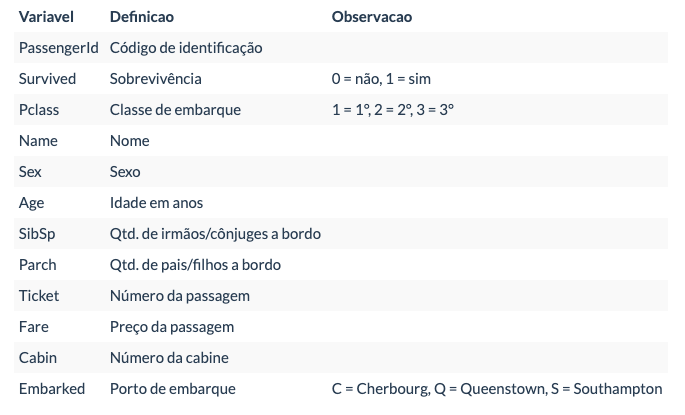 Variavel Definicao Observacao
PassengerId Código de identificação
Survived Sobrevivência 0 = não, 1 = sim
Pclass Classe de embarque 1 = 1º, 2 = 2º, 3 = 3º
Name Nome
Sex Sexo
Age Idade em anos
SibSp Qtd. de irmãos/cônjuges a bordo
Parch Qtd. de pais/filhos a bordo
Ticket Número da passagem
Fare Preço da passagem
Cabin Número da cabine
Embarked Porto de embarque C = Cherbourg, Q = Queenstown, S = Southampton